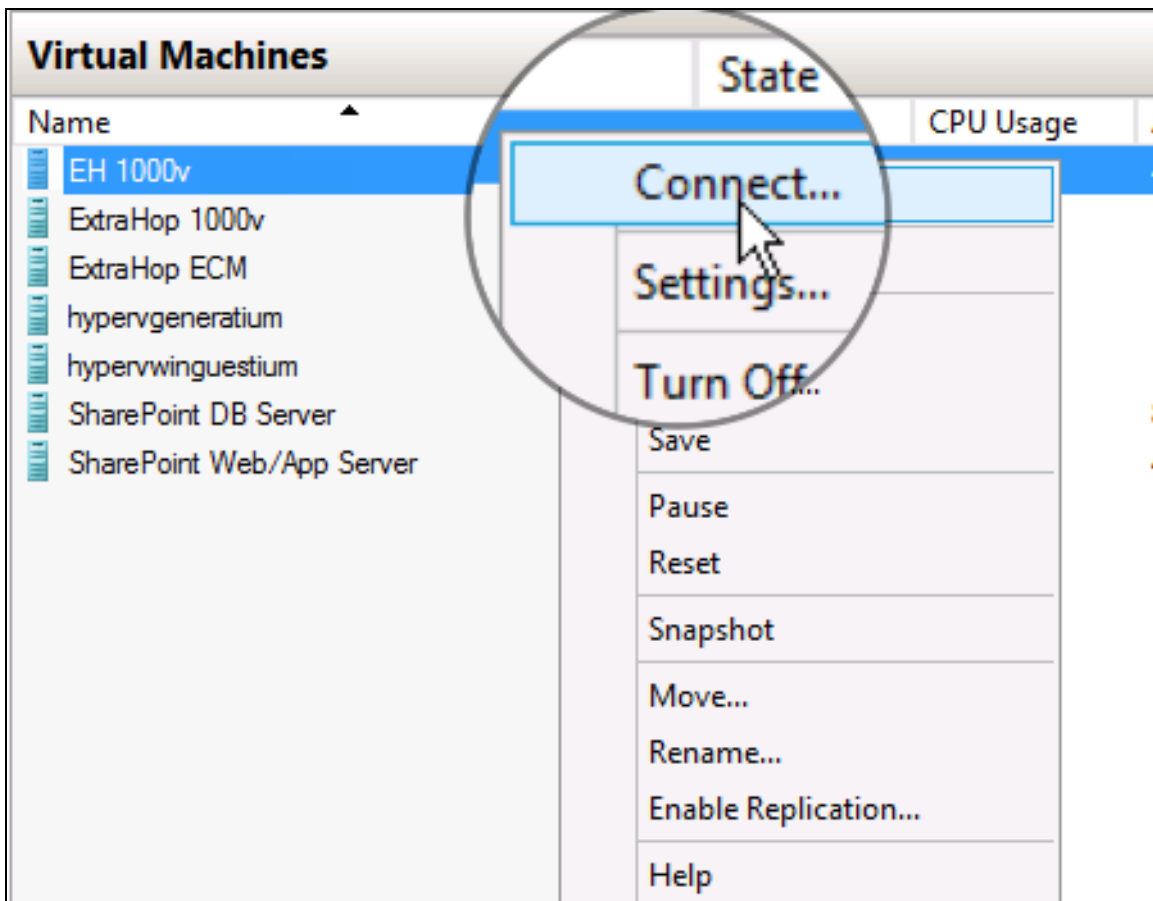 Virtual Machines
Name
State
CPU Usage
EH 1000v
ExtraHop 1000v
ExtraHop ECM
hypervgeneratium
hypervwinguestium
SharePoint DB Server
SharePoint Web/App Server
Connect...
Settings...
Turn Off..
Save
Pause
Reset
Snapshot
Move...
Rename...
Enable Replication...
Help